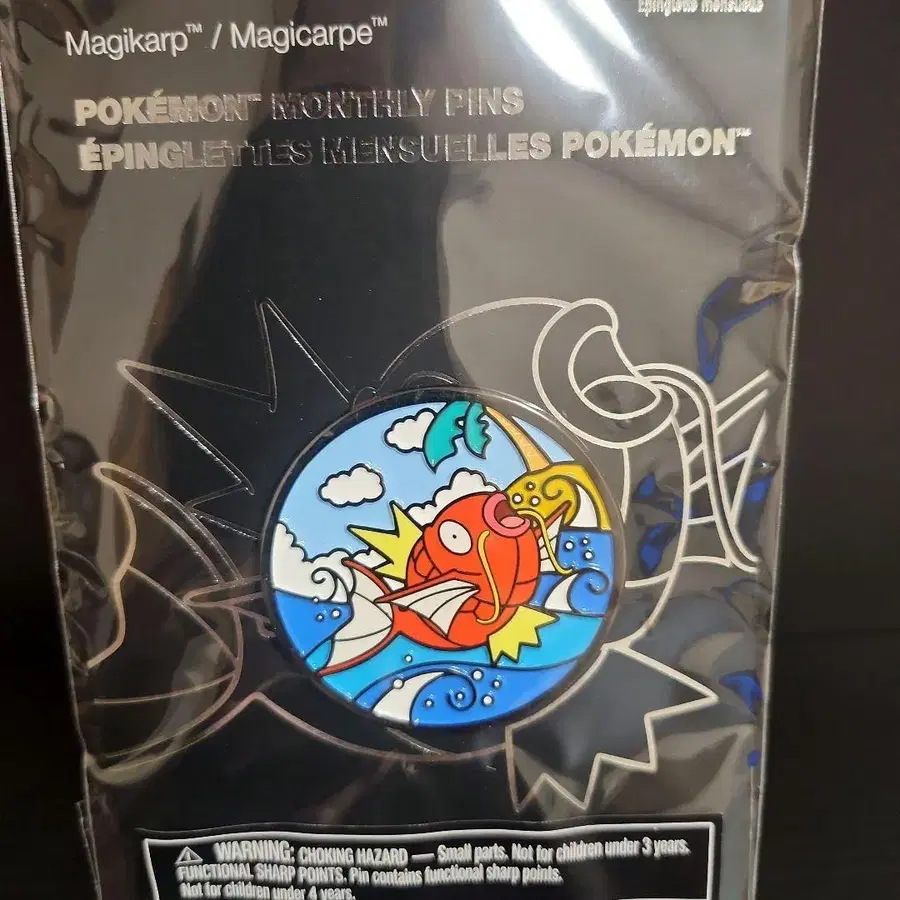 Épinglette mensuelle
Magikarp™ / Magicarpe™
POKÉMON™ MONTHLY PINS
ÉPINGLETTES MENSUELLES POKÉMON™
⚠ WARNING: CHOKING HAZARD — Small parts. Not for children under 3 years.
FUNCTIONAL SHARP POINTS. Pin contains functional sharp points.
Not for children under 4 years.